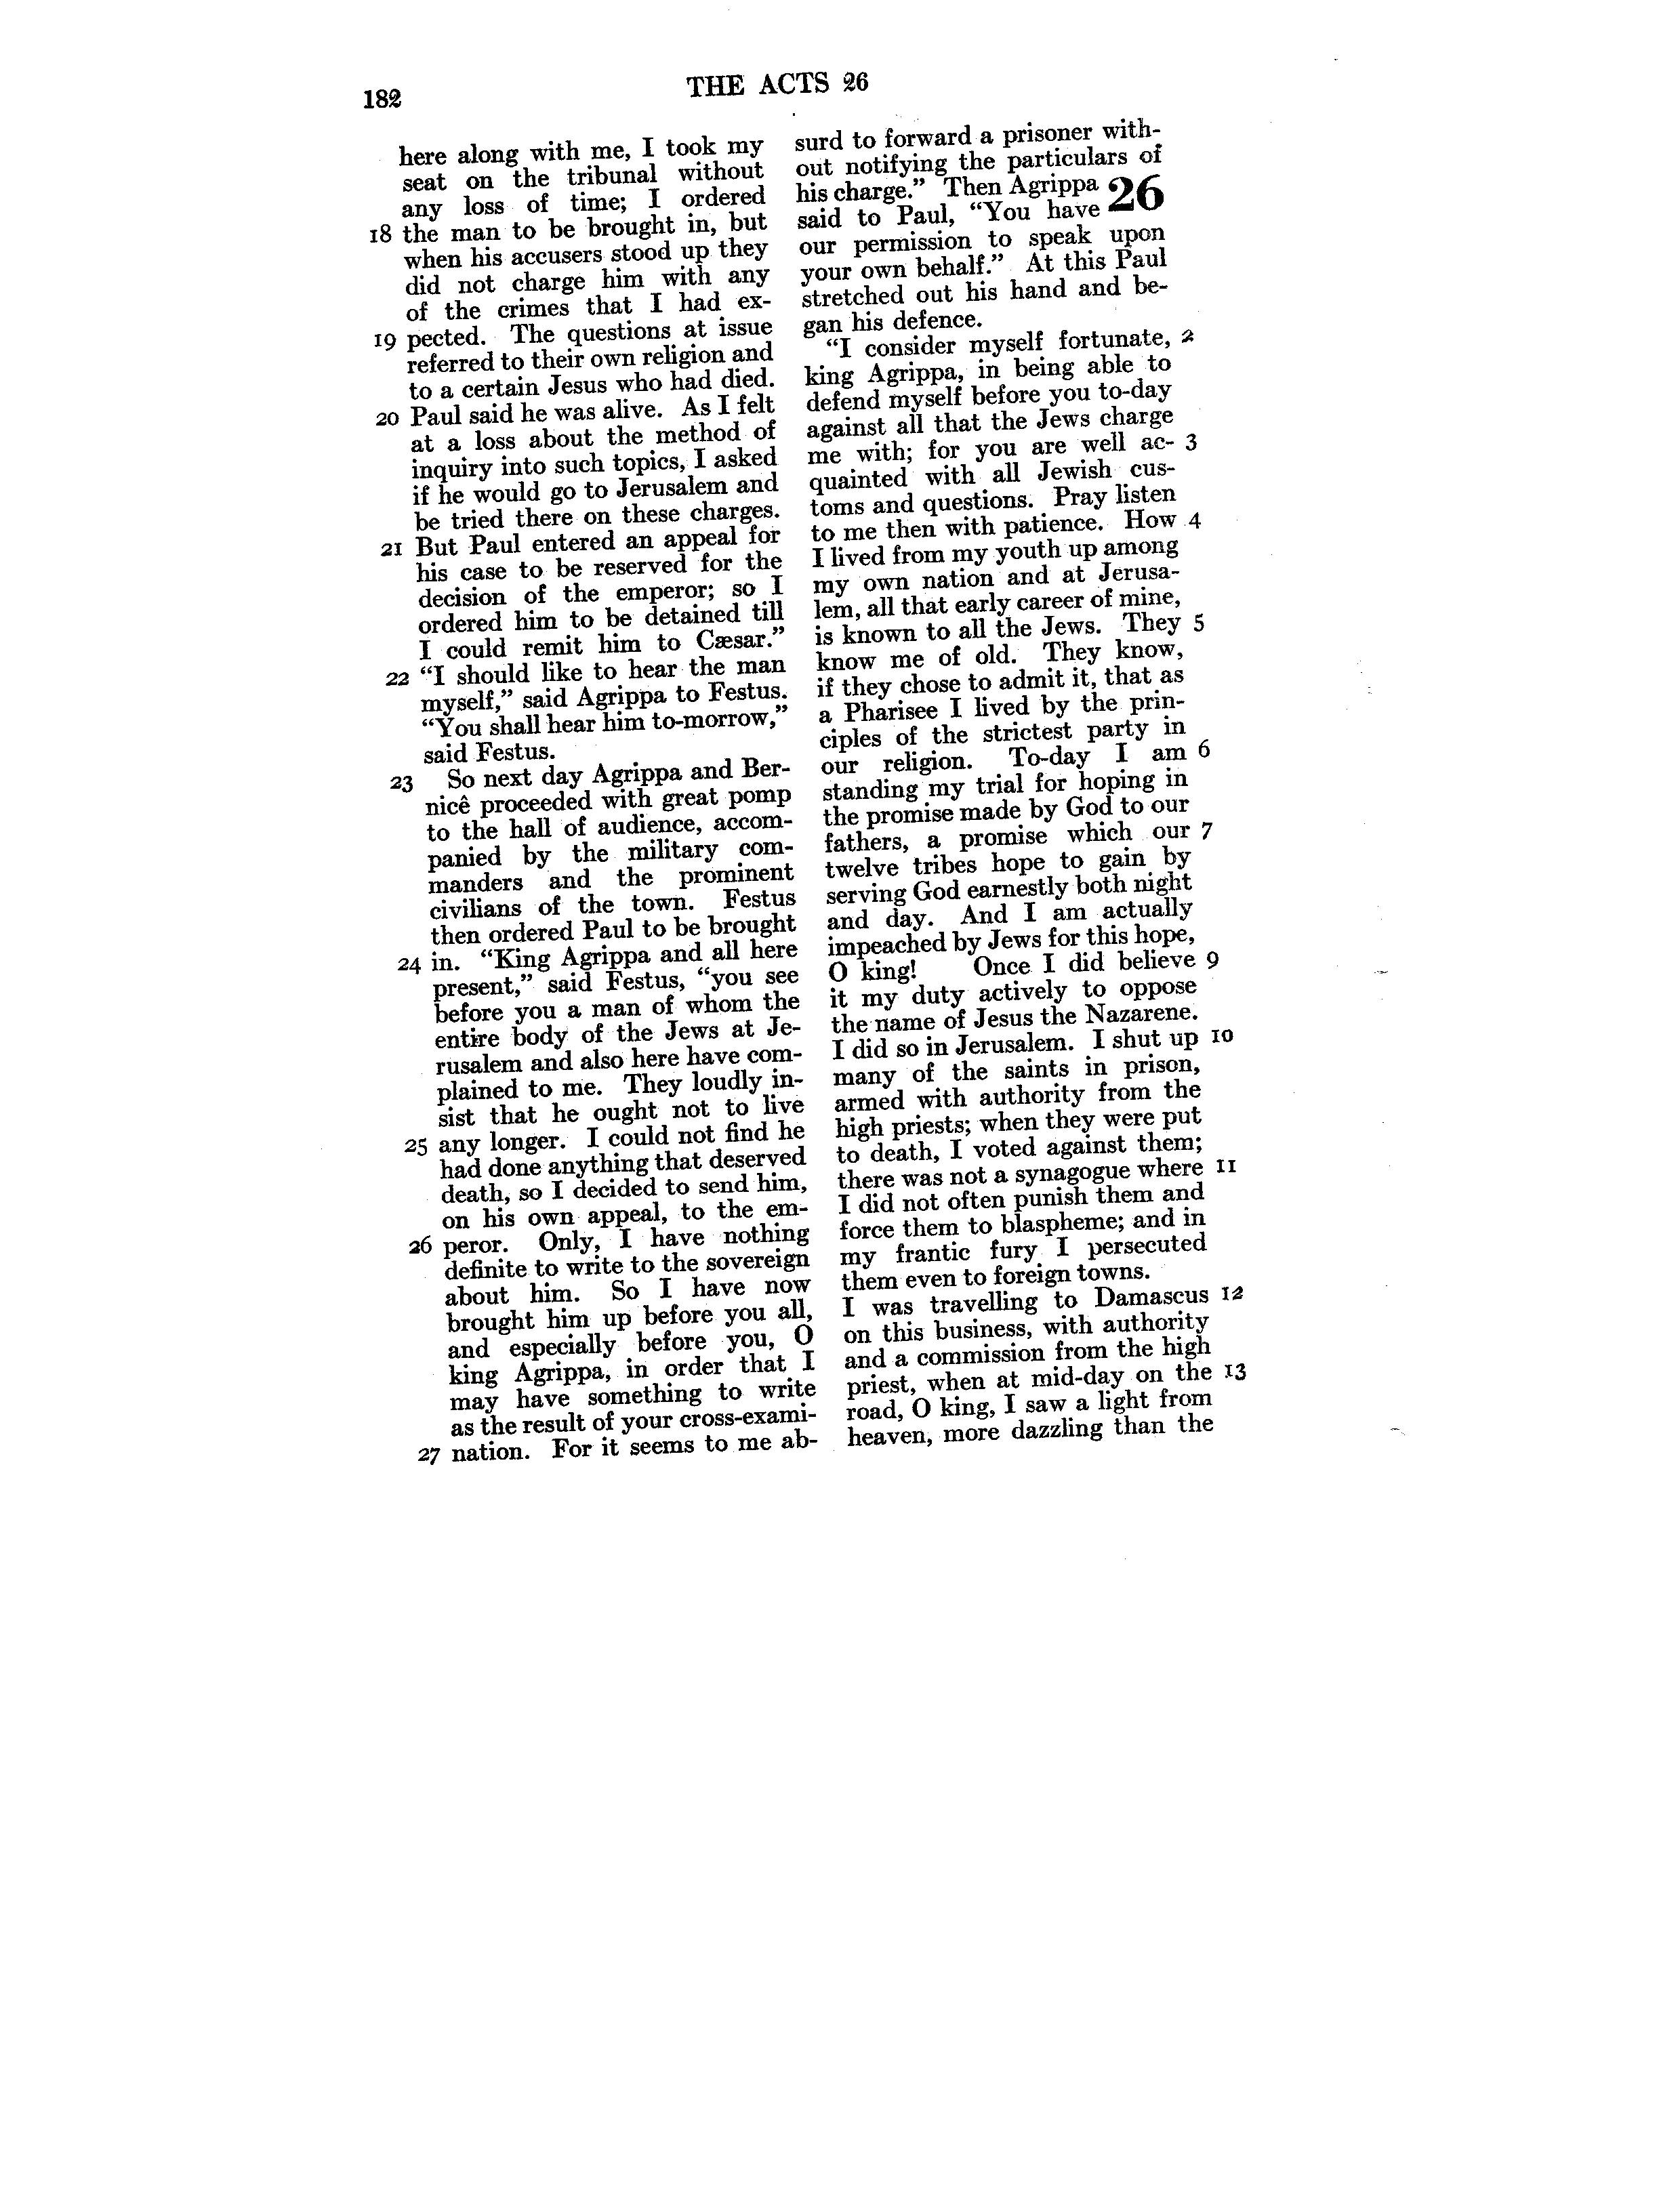 182
THE ACTS 26
here along with me, I took my
seat on the tribunal without
any loss of time; I ordered
18 the man to be brought in, but
when his accusers stood up they
did not charge him with any
of the crimes that I had ex-
19 pected. The questions at issue
referred to their own religion and
to a certain Jesus who had died.
20 Paul said he was alive. As I felt
at a loss about the method of
inquiry into such topics, I asked
if he would go to Jerusalem and
be tried there on these charges.
21 But Paul entered an appeal for
his case to be reserved for the
decision of the emperor; so I
ordered him to be detained till
I could remit him to Cæsar.”
22 “I should like to hear the man
myself,” said Agrippa to Festus.
“You shall hear him to-morrow,”
said Festus.
23 So next day Agrippa and Ber-
nicê proceeded with great pomp
to the hall of audience, accom-
panied by the military com-
manders and the prominent
civilians of the town. Festus
then ordered Paul to be brought
24 in. “King Agrippa and all here
present,” said Festus, “you see
before you a man of whom the
entire body of the Jews at Je-
rusalem and also here have com-
plained to me. They loudly in-
sist that he ought not to live
25 any longer. I could not find he
had done anything that deserved
death, so I decided to send him,
on his own appeal, to the em-
26 peror. Only, I have nothing
definite to write to the sovereign
about him. So I have now
brought him up before you all,
and especially before you, O
king Agrippa, in order that I
may have something to write
as the result of your cross-exami-
27 nation. For it seems to me ab-
surd to forward a prisoner with-
out notifying the particulars of
his charge.” Then Agrippa 26
said to Paul, “You have
our permission to speak upon
your own behalf.” At this Paul
stretched out his hand and be-
gan his defence.
“I consider myself fortunate, 2
king Agrippa, in being able to
defend myself before you to-day
against all that the Jews charge
me with; for you are well ac- 3
quainted with all Jewish cus-
toms and questions. Pray listen
to me then with patience. How 4
I lived from my youth up among
my own nation and at Jerusa-
lem, all that early career of mine,
is known to all the Jews. They 5
know me of old. They know,
if they chose to admit it, that as
a Pharisee I lived by the prin-
ciples of the strictest party in
our religion. To-day I am 6
standing my trial for hoping in
the promise made by God to our
fathers, a promise which our 7
twelve tribes hope to gain by
serving God earnestly both night
and day. And I am actually
impeached by Jews for this hope,
O king! Once I did believe 9
it my duty actively to oppose
the name of Jesus the Nazarene.
I did so in Jerusalem. I shut up 10
many of the saints in prison,
armed with authority from the
high priests; when they were put
to death, I voted against them;
there was not a synagogue where 11
I did not often punish them and
force them to blaspheme; and in
my frantic fury I persecuted
them even to foreign towns.
I was travelling to Damascus 12
on this business, with authority
and a commission from the high
priest, when at mid-day on the 13
road, O king, I saw a light from
heaven, more dazzling than the